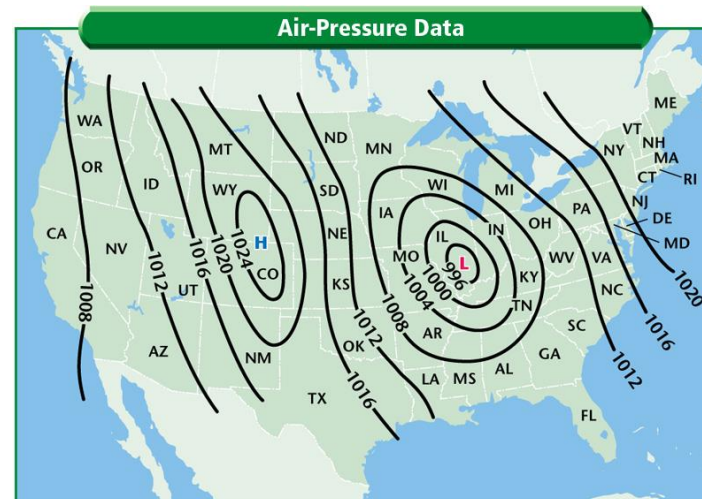 Air-Pressure Data
WA
OR
CA
NV
ID
MT
WY
UT
CO
AZ
NM
ND
SD
NE
KS
OK
TX
MN
IA
MO
AR
LA
WI
IL
MI
IN
OH
KY
TN
MS
AL
GA
FL
SC
NC
VA
WV
PA
NY
VT
ME
NH
MA
CT
RI
NJ
DE
MD
H
L
1008
1012
1016
1020
1024
1016
1012
1008
1004
1000
996
1012
1016
1020